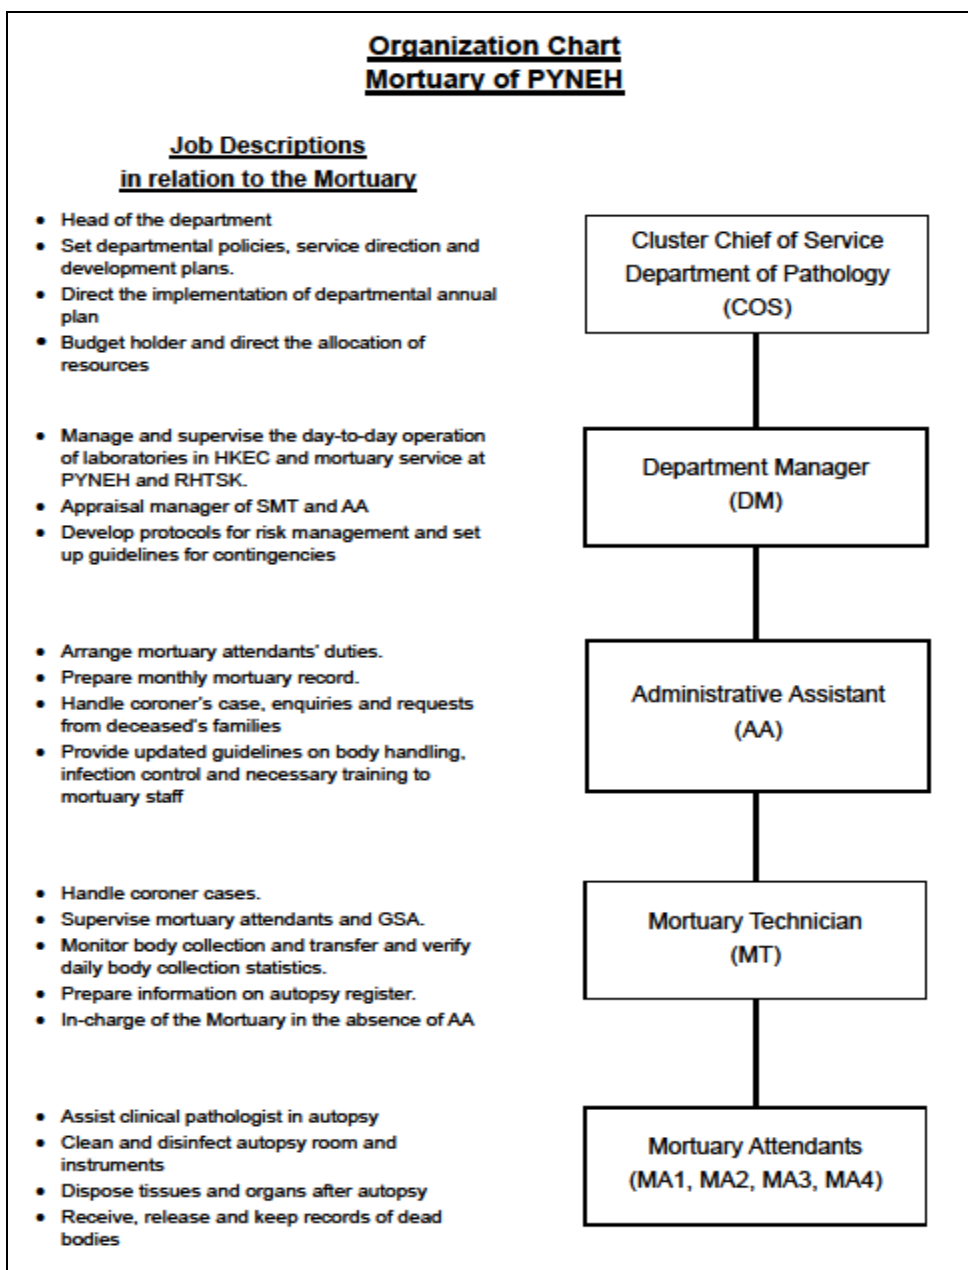 Organization Chart
Mortuary of PYNEH
Job Descriptions
in relation to the Mortuary
• Head of the department
• Set departmental policies, service direction and
development plans.
• Direct the implementation of departmental annual
plan
• Budget holder and direct the allocation of
resources
Cluster Chief of Service
Department of Pathology
(COS)
• Manage and supervise the day-to-day operation
of laboratories in HKEC and mortuary service at
PYNEH and RHTSK.
• Appraisal manager of SMT and AA
• Develop protocols for risk management and set
up guidelines for contingencies
Department Manager
(DM)
• Arrange mortuary attendants' duties.
• Prepare monthly mortuary record.
• Handle coroner's case, enquiries and requests
from deceased's families
• Provide updated guidelines on body handling,
infection control and necessary training to
mortuary staff
Administrative Assistant
(AA)
• Handle coroner cases.
• Supervise mortuary attendants and GSA.
• Monitor body collection and transfer and verify
daily body collection statistics.
• Prepare information on autopsy register.
• In-charge of the Mortuary in the absence of AA
Mortuary Technician
(MT)
• Assist clinical pathologist in autopsy
• Clean and disinfect autopsy room and
instruments
• Dispose tissues and organs after autopsy
• Receive, release and keep records of dead
bodies
Mortuary Attendants
(MA1, MA2, MA3, MA4)